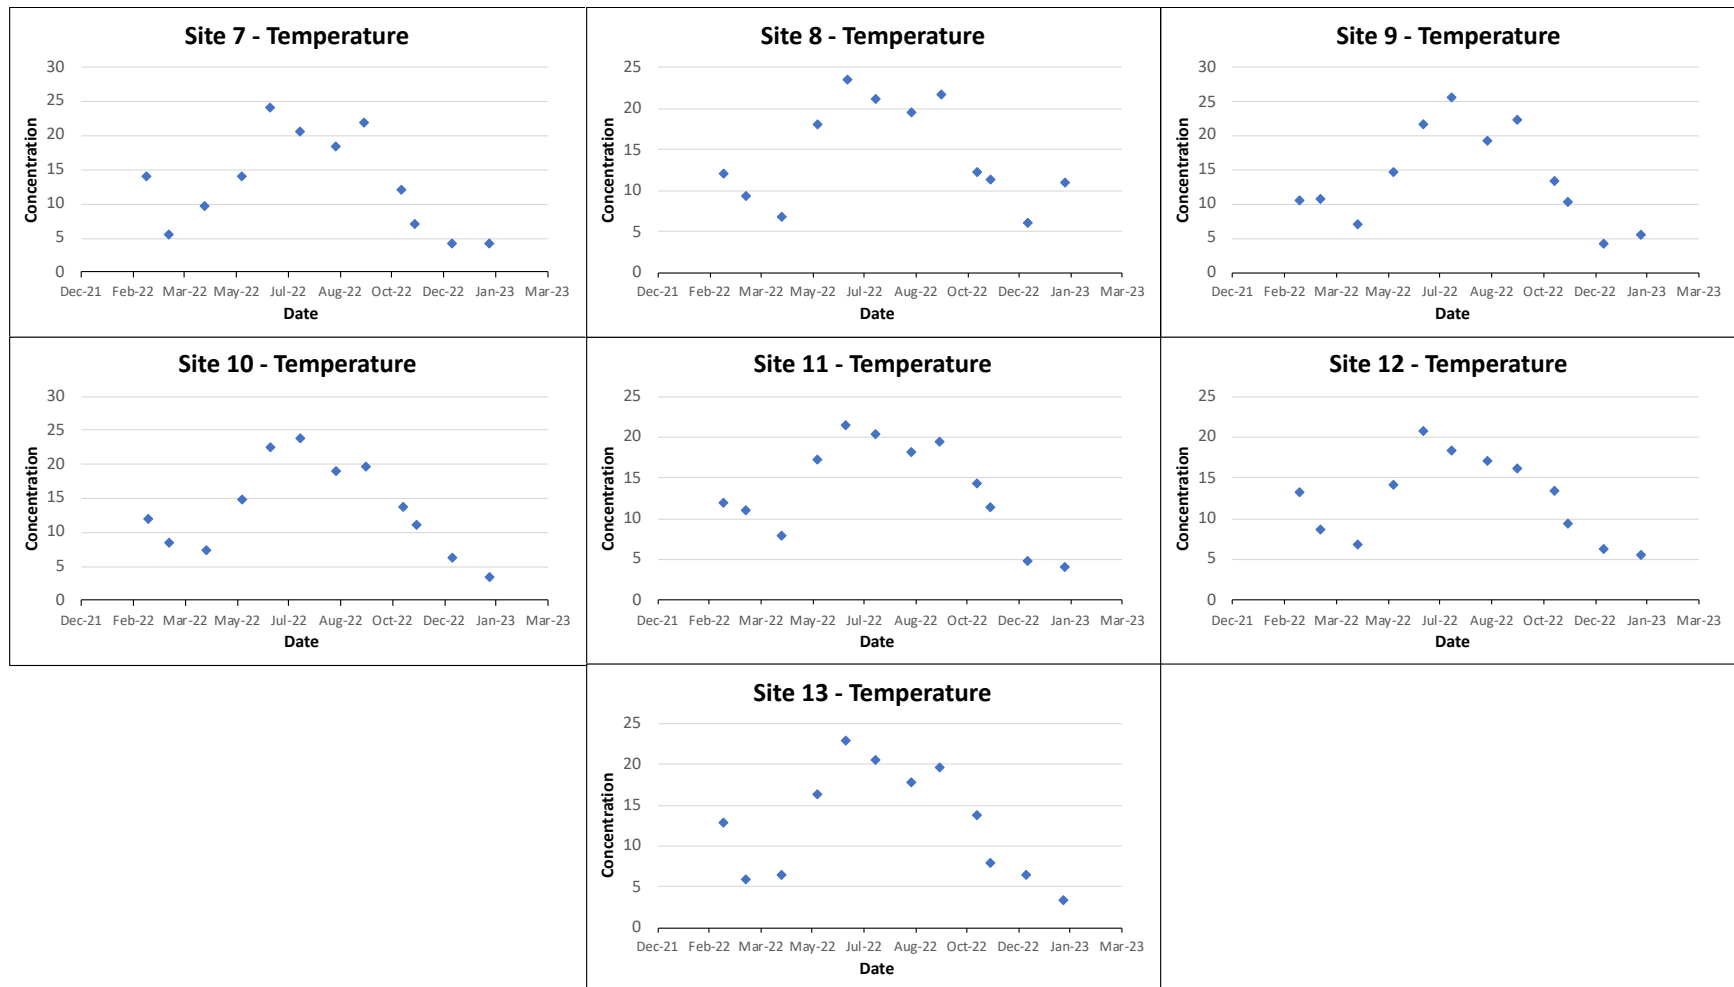 Site 7 - Temperature
30
25
20
15
10
5
0
Concentration
Dec-21 Feb-22 Mar-22 May-22 Jul-22 Aug-22 Oct-22 Dec-22 Jan-23 Mar-23
Date
Site 8 - Temperature
25
20
15
10
5
0
Concentration
Dec-21 Feb-22 Mar-22 May-22 Jul-22 Aug-22 Oct-22 Dec-22 Jan-23 Mar-23
Date
Site 9 - Temperature
30
25
20
15
10
5
0
Concentration
Dec-21 Feb-22 Mar-22 May-22 Jul-22 Aug-22 Oct-22 Dec-22 Jan-23 Mar-23
Date
Site 10 - Temperature
30
25
20
15
10
5
0
Concentration
Dec-21 Feb-22 Mar-22 May-22 Jul-22 Aug-22 Oct-22 Dec-22 Jan-23 Mar-23
Date
Site 11 - Temperature
25
20
15
10
5
0
Concentration
Dec-21 Feb-22 Mar-22 May-22 Jul-22 Aug-22 Oct-22 Dec-22 Jan-23 Mar-23
Date
Site 12 - Temperature
25
20
15
10
5
0
Concentration
Dec-21 Feb-22 Mar-22 May-22 Jul-22 Aug-22 Oct-22 Dec-22 Jan-23 Mar-23
Date
Site 13 - Temperature
25
20
15
10
5
0
Concentration
Dec-21 Feb-22 Mar-22 May-22 Jul-22 Aug-22 Oct-22 Dec-22 Jan-23 Mar-23
Date